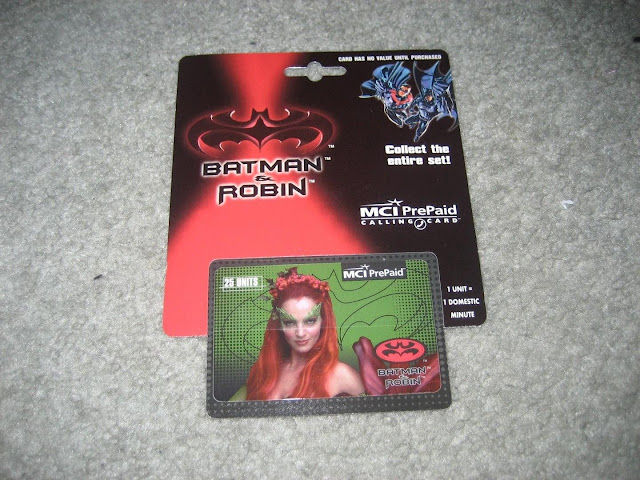 CARD HAS NO VALUE UNTIL PURCHASED
BATMAN™
&
ROBIN™
Collect the
entire set!
MCI PrePaid
CALLING CARD
1 UNIT =
1 DOMESTIC
MINUTE
25 UNITS
MCI PrePaid
BATMAN
&
ROBIN